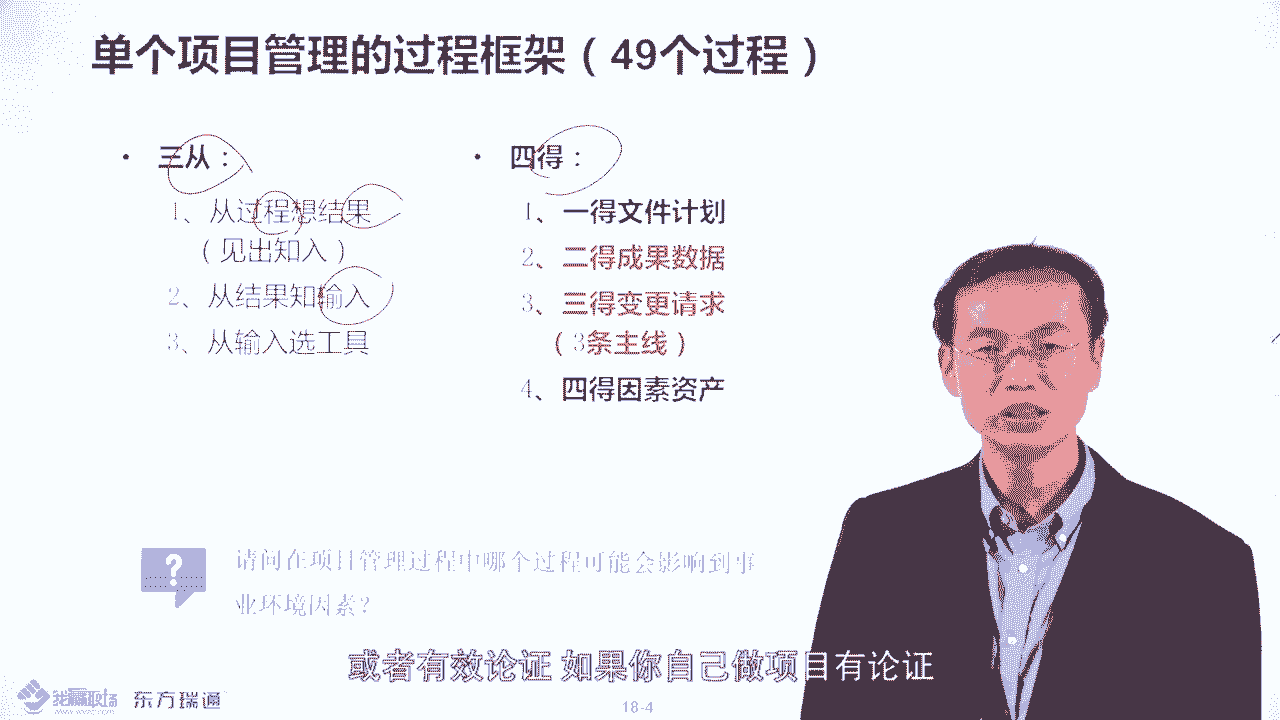 单个项目管理的过程框架（49个过程）
• 三从：
1、从过程想结果
（见出知入）
2、从结果知输入
3、从输入选工具
• 四得：
1、一得文件计划
2、二得成果数据
3、三得变更请求
（3条主线）
4、四得因素资产
?
请问在项目管理过程中哪个过程可能会影响到事
业环境因素？
或者有效论证 如果你自己做项目有论证
东方瑞通
18-4